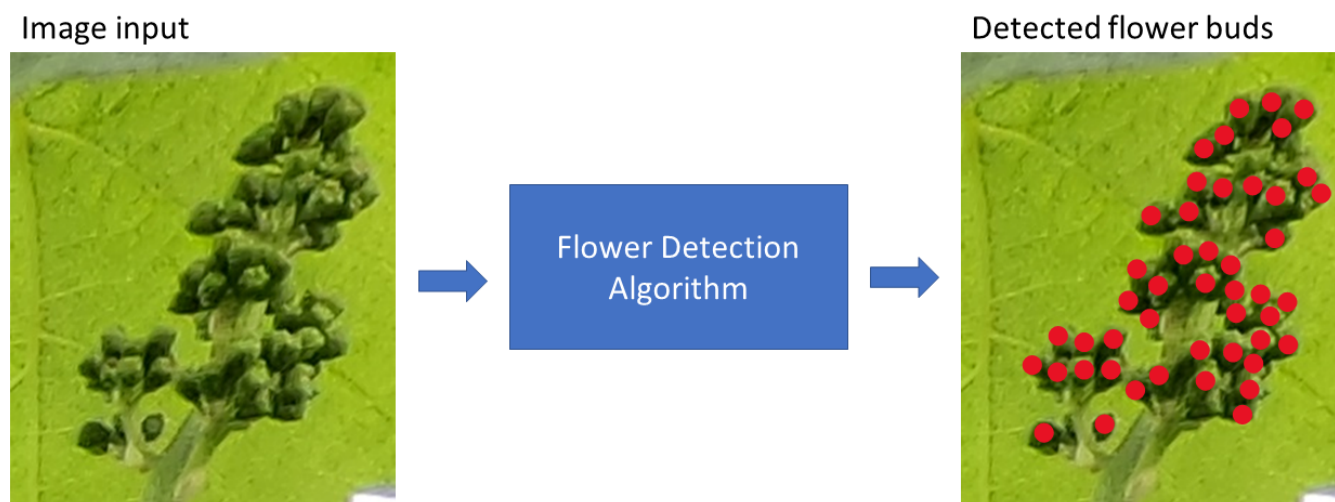 Image input
Detected flower buds
Flower Detection
Algorithm